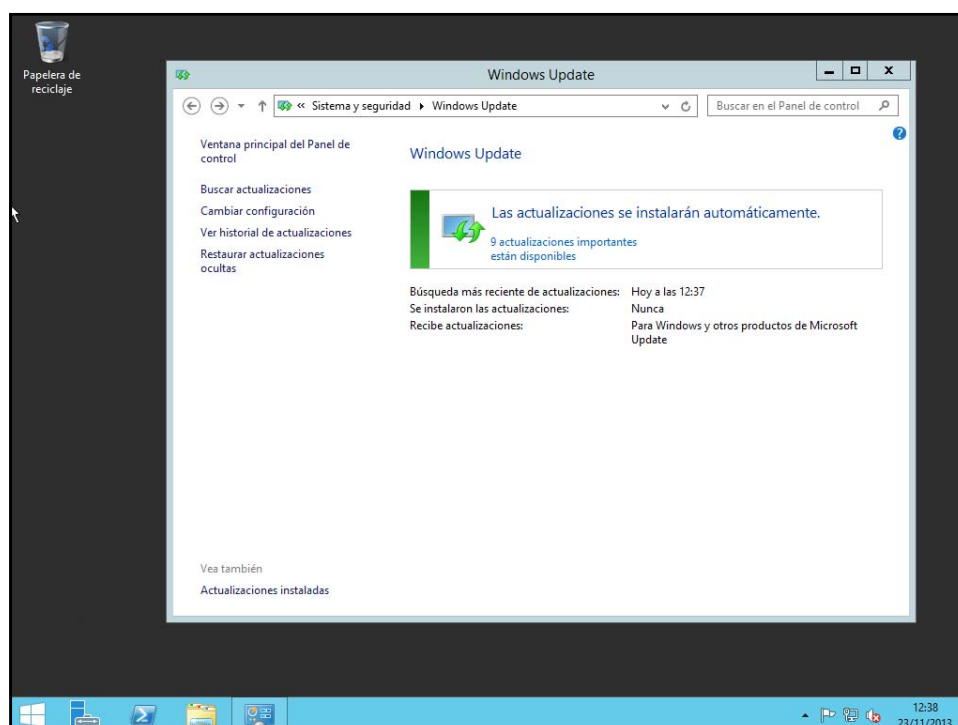 Papelera de
reciclaje
Windows Update
Sistema y seguridad
Windows Update
Buscar en el Panel de control
Ventana principal del Panel de
control
Buscar actualizaciones
Cambiar configuración
Ver historial de actualizaciones
Restaurar actualizaciones
ocultas
Windows Update
Las actualizaciones se instalarán automáticamente.
9 actualizaciones importantes
están disponibles
Búsqueda más reciente de actualizaciones: Hoy a las 12:37
Se instalaron las actualizaciones: Nunca
Recibe actualizaciones: Para Windows y otros productos de Microsoft
Update
Vea también
Actualizaciones instaladas
12:38
23/11/2013